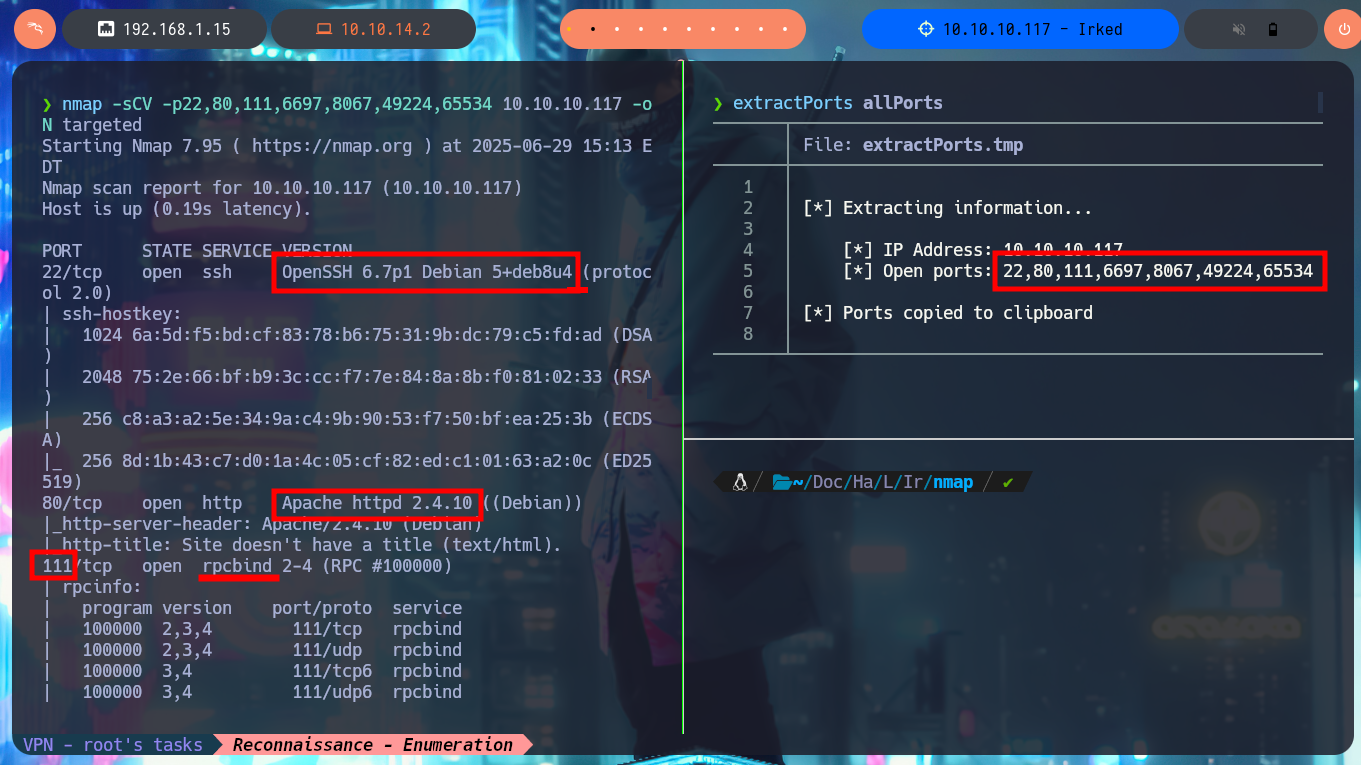 192.168.1.15
10.10.14.2
10.10.10.117 - Irked
❯ nmap -sCV -p22,80,111,6697,8067,49224,65534 10.10.10.117 -o
N targeted
Starting Nmap 7.95 ( https://nmap.org ) at 2025-06-29 15:13 E
DT
Nmap scan report for 10.10.10.117 (10.10.10.117)
Host is up (0.19s latency).
PORT STATE SERVICE VERSION
22/tcp open ssh OpenSSH 6.7p1 Debian 5+deb8u4 (protoc
ol 2.0)
| ssh-hostkey:
| 1024 6a:5d:f5:bd:cf:83:78:b6:75:31:9b:dc:79:c5:fd:ad (DSA
)
| 2048 75:2e:66:bf:b9:3c:cc:f7:7e:84:8a:8b:f0:81:02:33 (RSA
)
| 256 c8:a3:a2:5e:34:9a:c4:9b:90:53:f7:50:bf:ea:25:3b (ECDS
A)
|_ 256 8d:1b:43:c7:d0:1a:4c:05:cf:82:ed:c1:01:63:a2:0c (ED25
519)
80/tcp open http Apache httpd 2.4.10 ((Debian))
|_http-server-header: Apache/2.4.10 (Debian)
| http-title: Site doesn't have a title (text/html).
111/tcp open rpcbind 2-4 (RPC #100000)
| rpcinfo:
| program version port/proto service
| 100000 2,3,4 111/tcp rpcbind
| 100000 2,3,4 111/udp rpcbind
| 100000 3,4 111/tcp6 rpcbind
| 100000 3,4 111/udp6 rpcbind
❯ extractPorts allPorts
File: extractPorts.tmp
1
2 [*] Extracting information...
3
4 [*] IP Address: 10.10.10.117
5 [*] Open ports: 22,80,111,6697,8067,49224,65534
6
7 [*] Ports copied to clipboard
8
~/Doc/Ha/L/Ir/nmap ✔
VPN - root's tasks
Reconnaissance - Enumeration